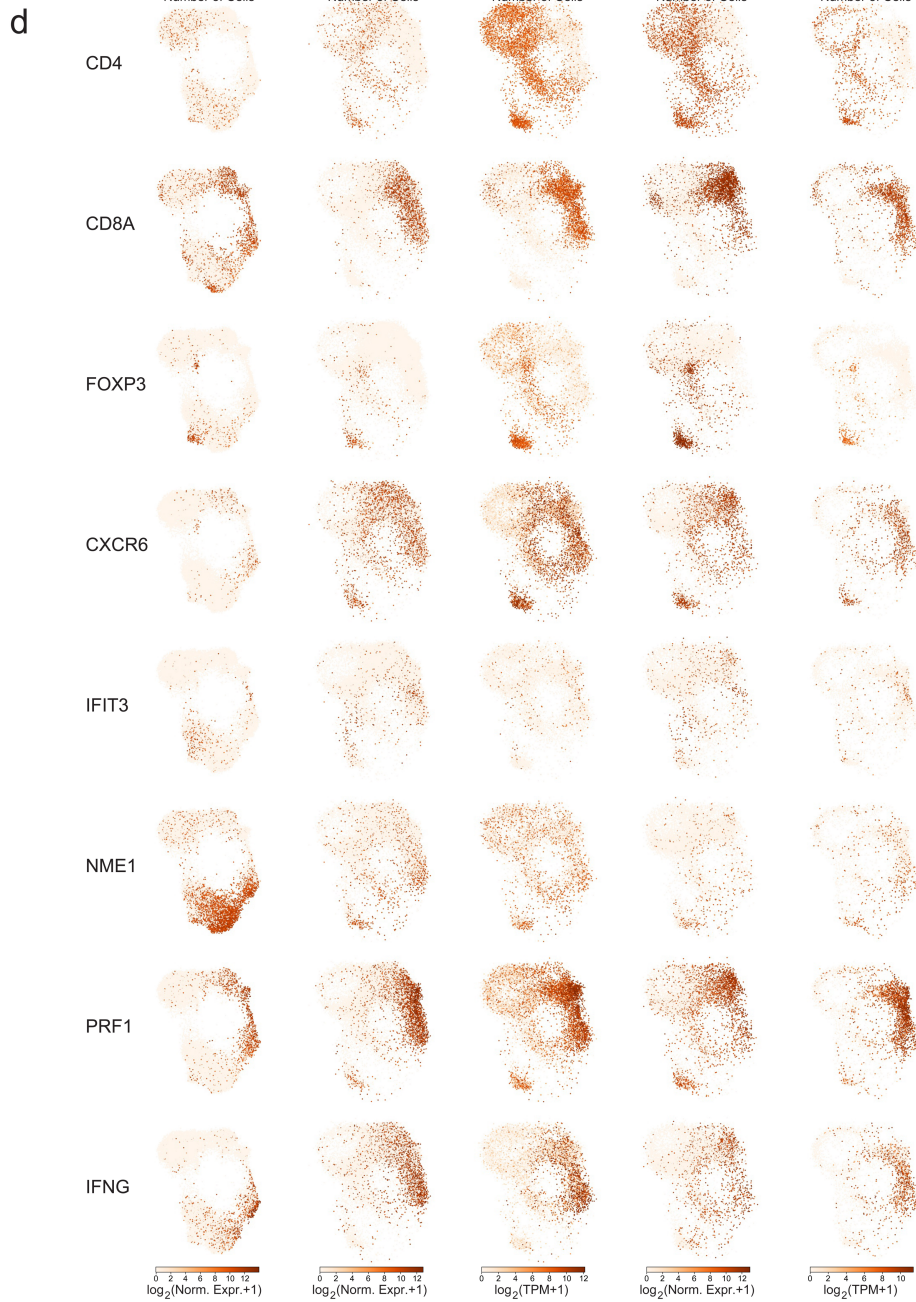 d
CD4
CD8A
FOXP3
CXCR6
IFIT3
NME1
PRF1
IFNG
0 2 4 6 8 10 12 0 2 4 6 8 10 12 0 2 4 6 8 10 12 0 2 4 6 8 10 12 0 2 4 6 8 10
log2(Norm. Expr.+1) log2(Norm. Expr.+1) log2(TPM+1) log2(Norm. Expr.+1) log2(TPM+1)